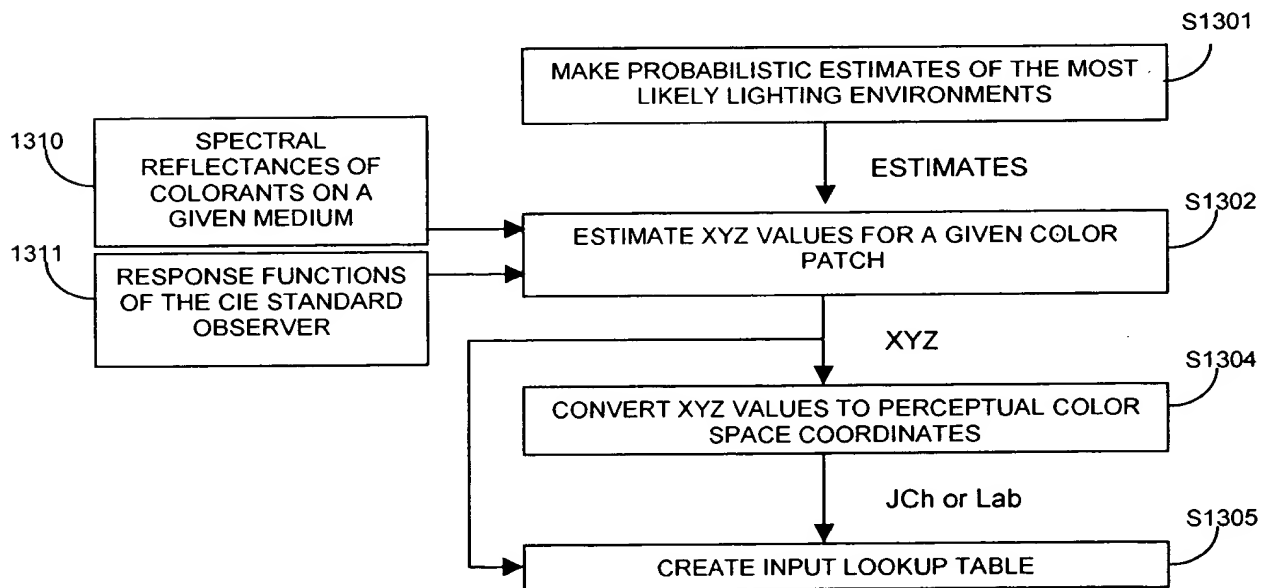 S1301
MAKE PROBABILISTIC ESTIMATES OF THE MOST
LIKELY LIGHTING ENVIRONMENTS
1310
SPECTRAL
REFLECTANCES OF
COLORANTS ON A
GIVEN MEDIUM
ESTIMATES
S1302
ESTIMATE XYZ VALUES FOR A GIVEN COLOR
PATCH
1311
RESPONSE FUNCTIONS
OF THE CIE STANDARD
OBSERVER
XYZ
S1304
CONVERT XYZ VALUES TO PERCEPTUAL COLOR
SPACE COORDINATES
JCh or Lab
S1305
CREATE INPUT LOOKUP TABLE